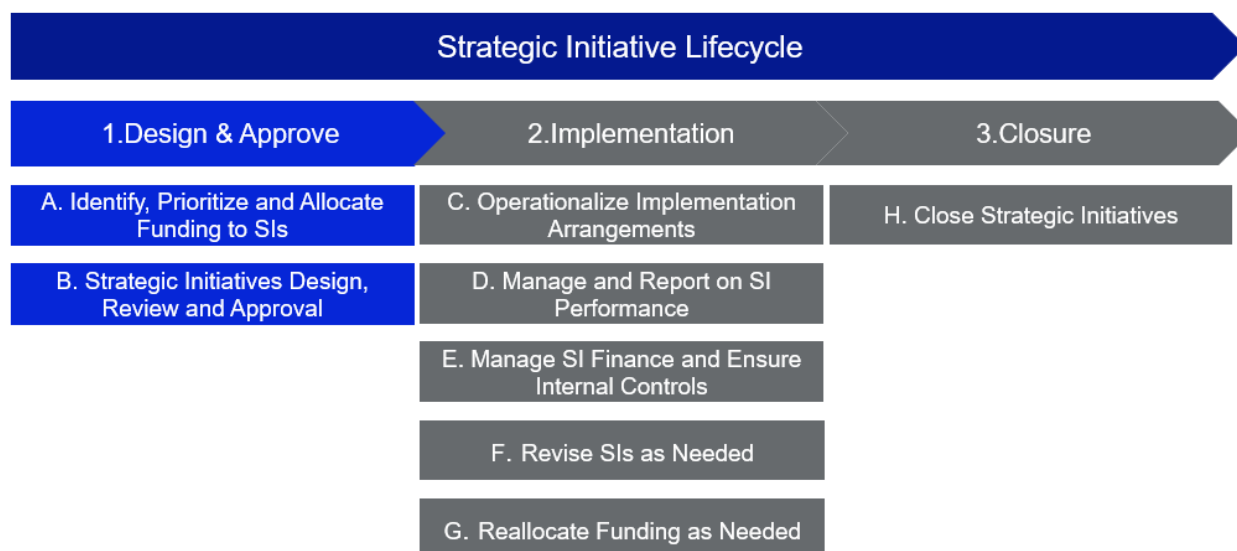 Strategic Initiative Lifecycle
1.Design & Approve
2.Implementation
3.Closure
A. Identify, Prioritize and Allocate
Funding to SIs
B. Strategic Initiatives Design,
Review and Approval
C. Operationalize Implementation
Arrangements
D. Manage and Report on SI
Performance
E. Manage SI Finance and Ensure
Internal Controls
F. Revise SIs as Needed
G. Reallocate Funding as Needed
H. Close Strategic Initiatives